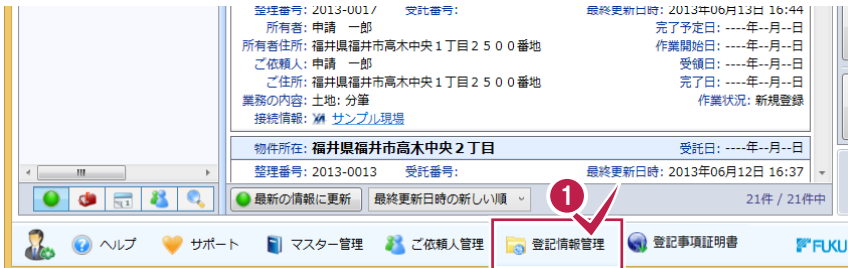 整理番号: 2013-0017 受託番号: 最終更新日時: 2013年06月13日 16:44
所有者: 申請 一郎 完了予定日: ----年--月--日
所有者住所: 福井県福井市高木中央1丁目2500番地 作業開始日: ----年--月--日
ご依頼人: 申請 一郎 受領日: ----年--月--日
ご住所: 福井県福井市高木中央1丁目2500番地 完了日: ----年--月--日
業務の内容: 土地: 分筆 作業状況: 新規登録
接続情報: サンプル現場
物件所在: 福井県福井市高木中央2丁目 受託日: ----年--月--日
整理番号: 2013-0013 受託番号: 最終更新日時: 2013年06月12日 16:37
最新の情報に更新 最終更新日時の新しい順 21件 / 21件中
1
ヘルプ サポート マスター管理 ご依頼人管理 登記情報管理 登記事項証明書 FUKU